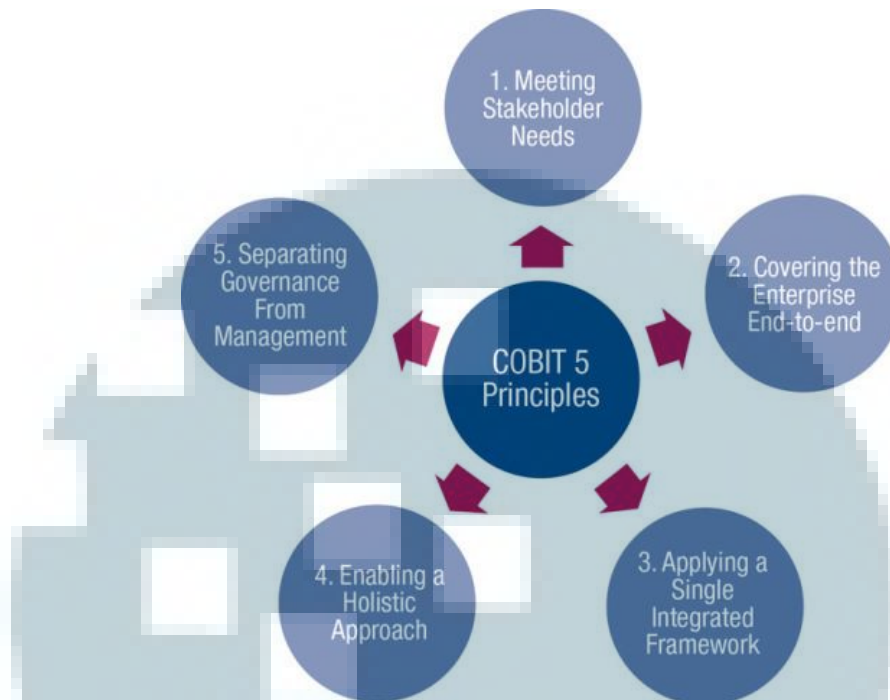 1. Meeting
Stakeholder
Needs
2. Covering the
Enterprise
End-to-end
3. Applying a
Single
Integrated
Framework
4. Enabling a
Holistic
Approach
5. Separating
Governance
From
Management
COBIT 5
Principles